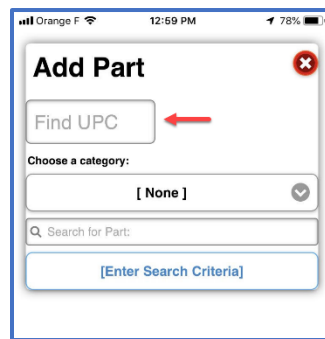 Orange F 12:59 PM 78%
Add Part
Find UPC
Choose a category:
[ None ]
Search for Part:
[Enter Search Criteria]